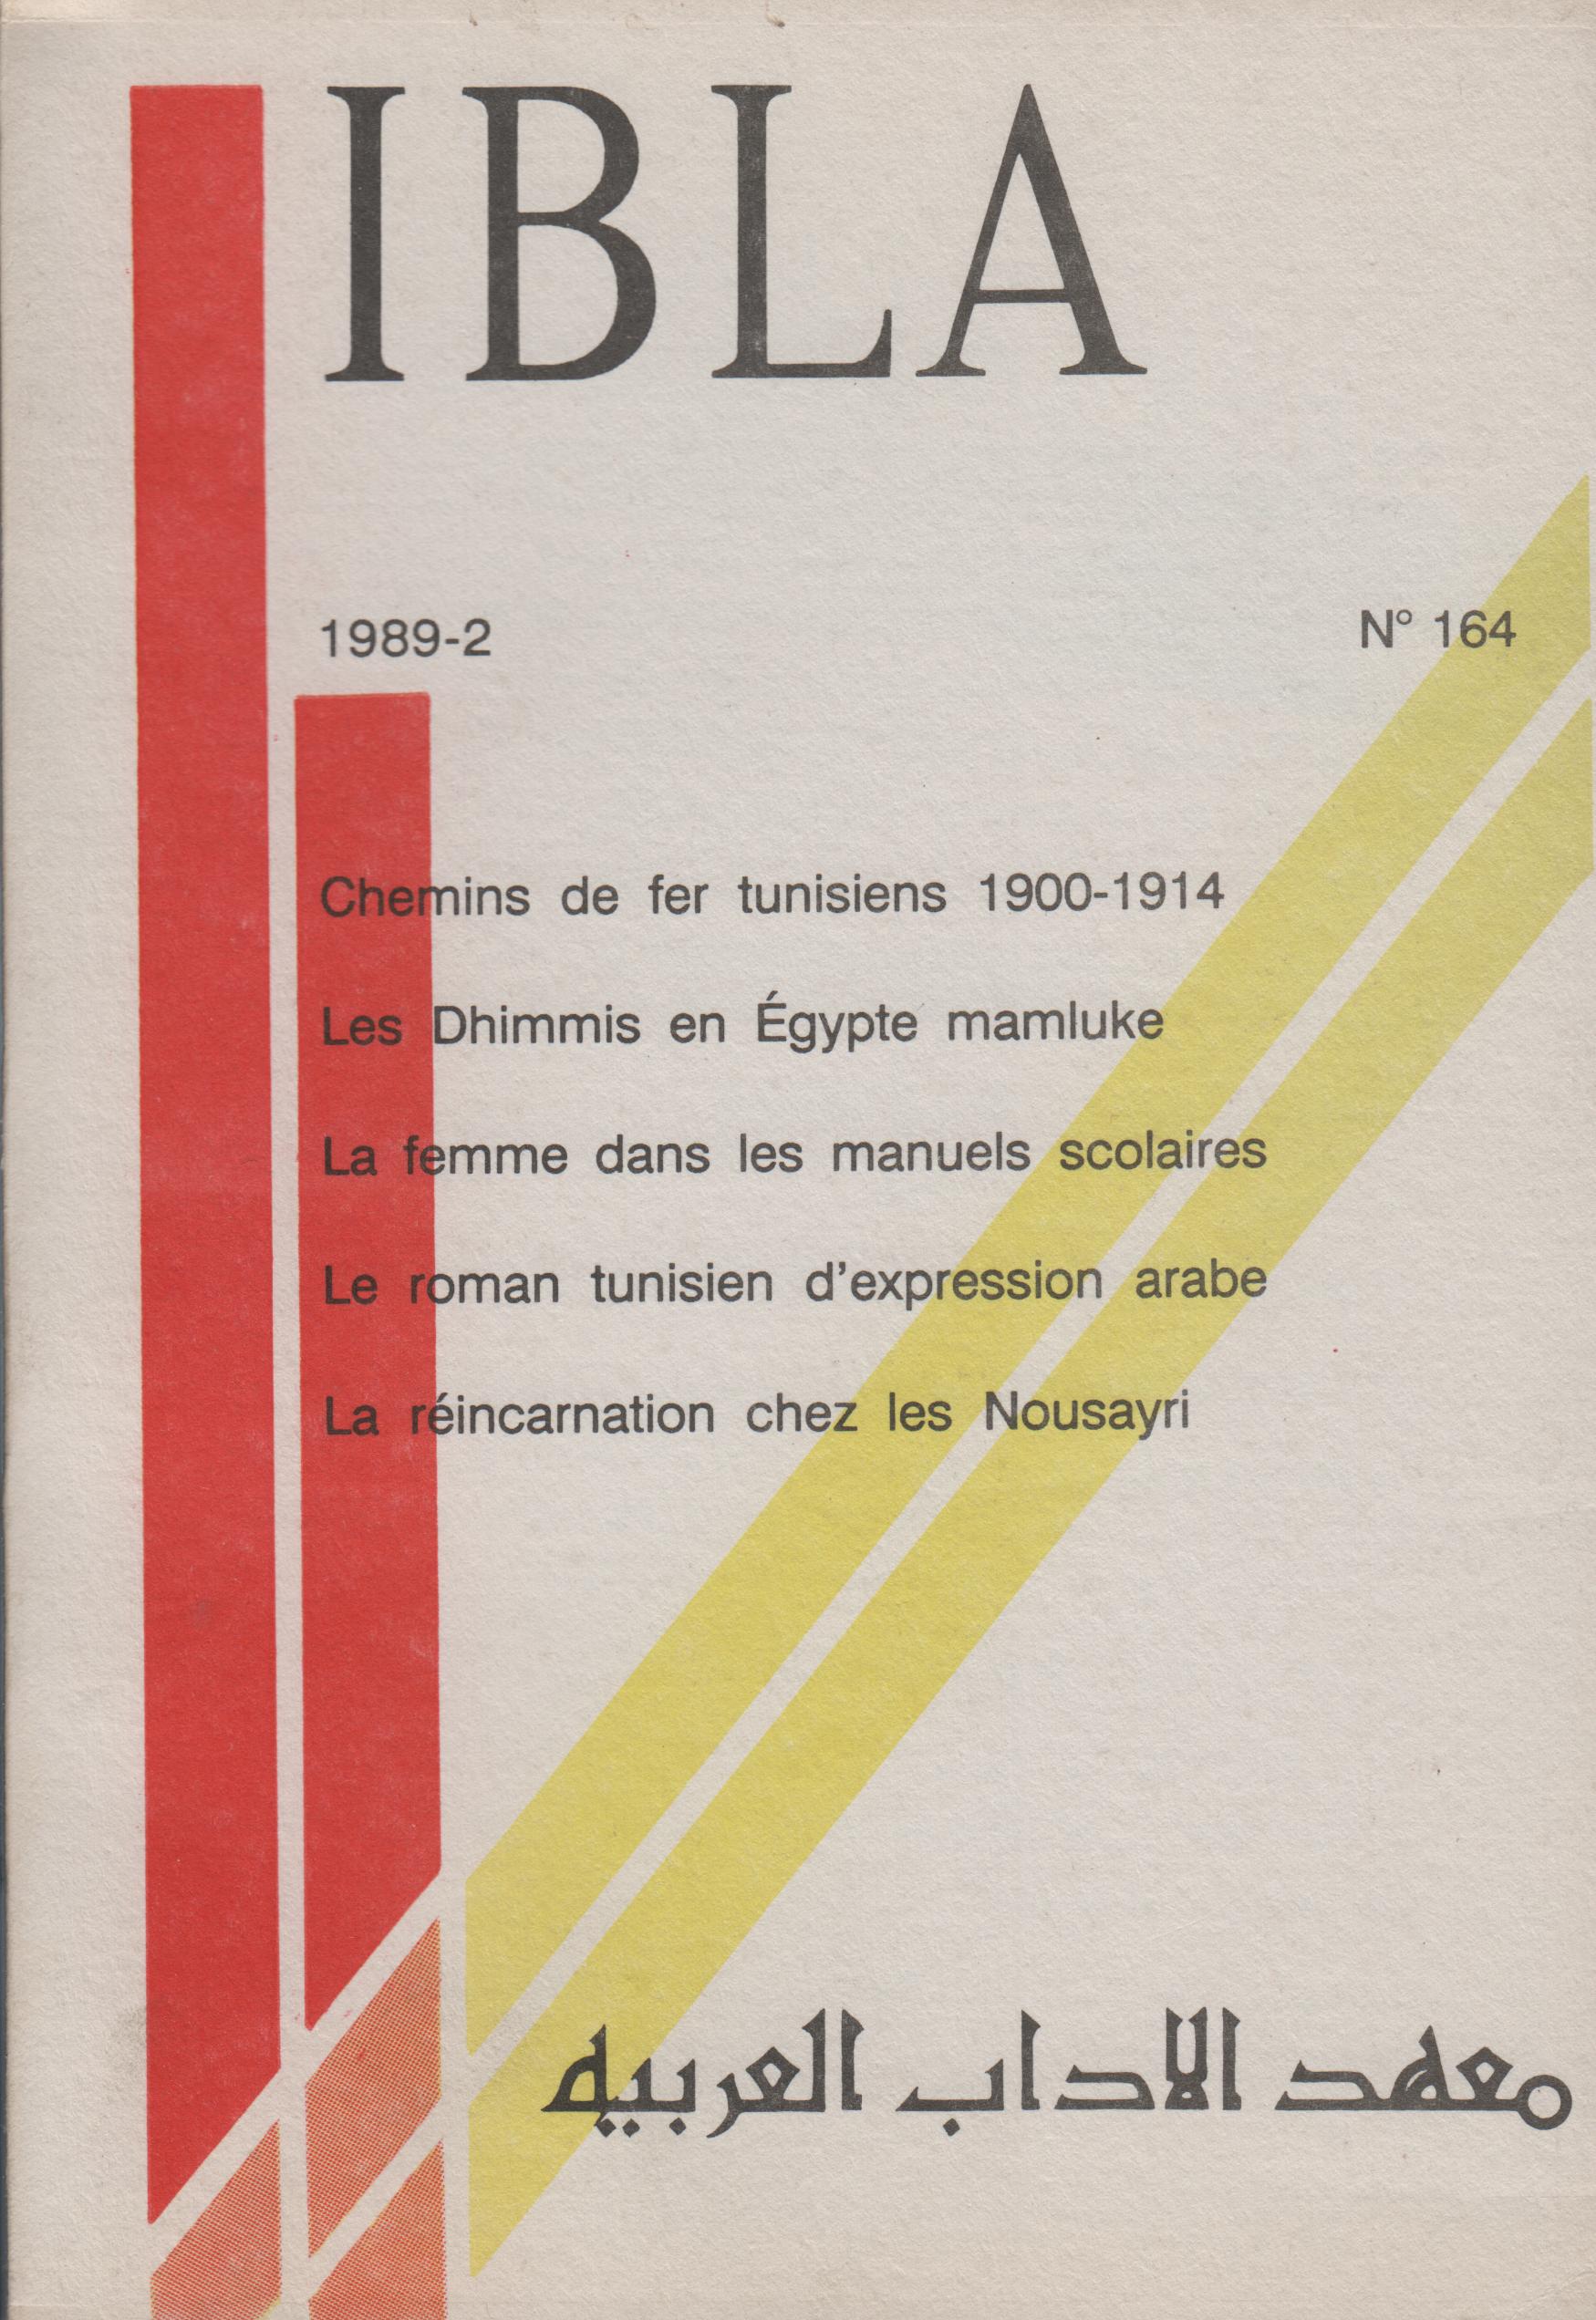 IBLA
1989-2
N° 164
Chemins de fer tunisiens 1900-1914
Les Dhimmis en Égypte mamluke
La femme dans les manuels scolaires
Le roman tunisien d'expression arabe
La réincarnation chez les Nousayri
معهد الاداب العربيه